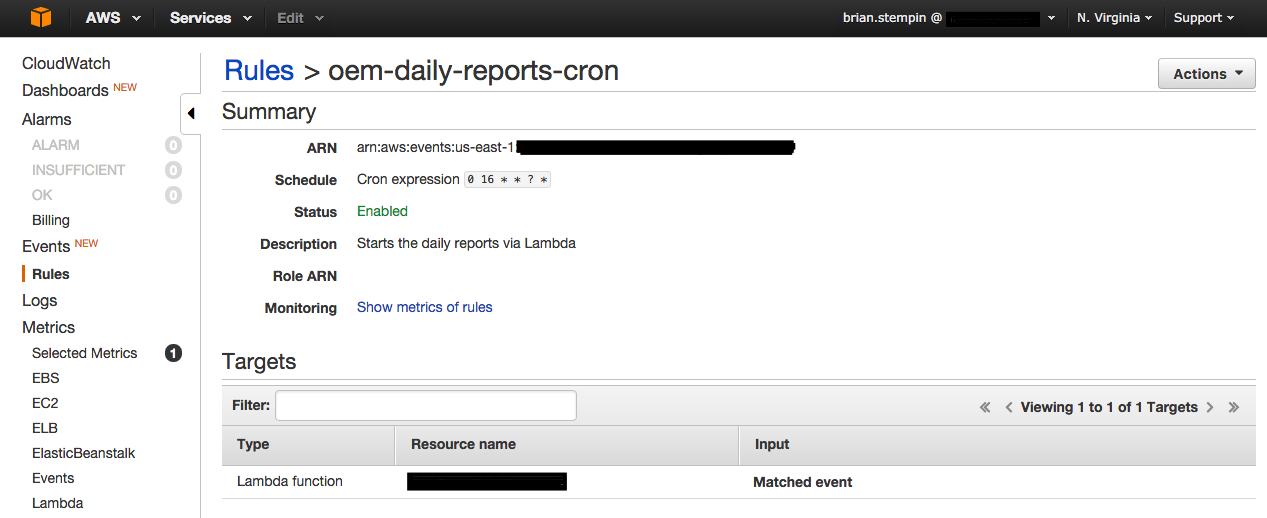 AWS Services Edit brian.stempin @ N. Virginia Support
CloudWatch
Dashboards NEW
Alarms
ALARM 0
INSUFFICIENT 0
OK 0
Billing
Events NEW
Rules
Logs
Metrics
Selected Metrics 1
EBS
EC2
ELB
ElasticBeanstalk
Events
Lambda
Rules > oem-daily-reports-cron
Actions
Summary
ARN arn:aws:events:us-east-1
Schedule Cron expression 0 16 * * ? *
Status Enabled
Description Starts the daily reports via Lambda
Role ARN
Monitoring Show metrics of rules
Targets
Filter: « < Viewing 1 to 1 of 1 Targets > »
Type Resource name Input
Lambda function Matched event